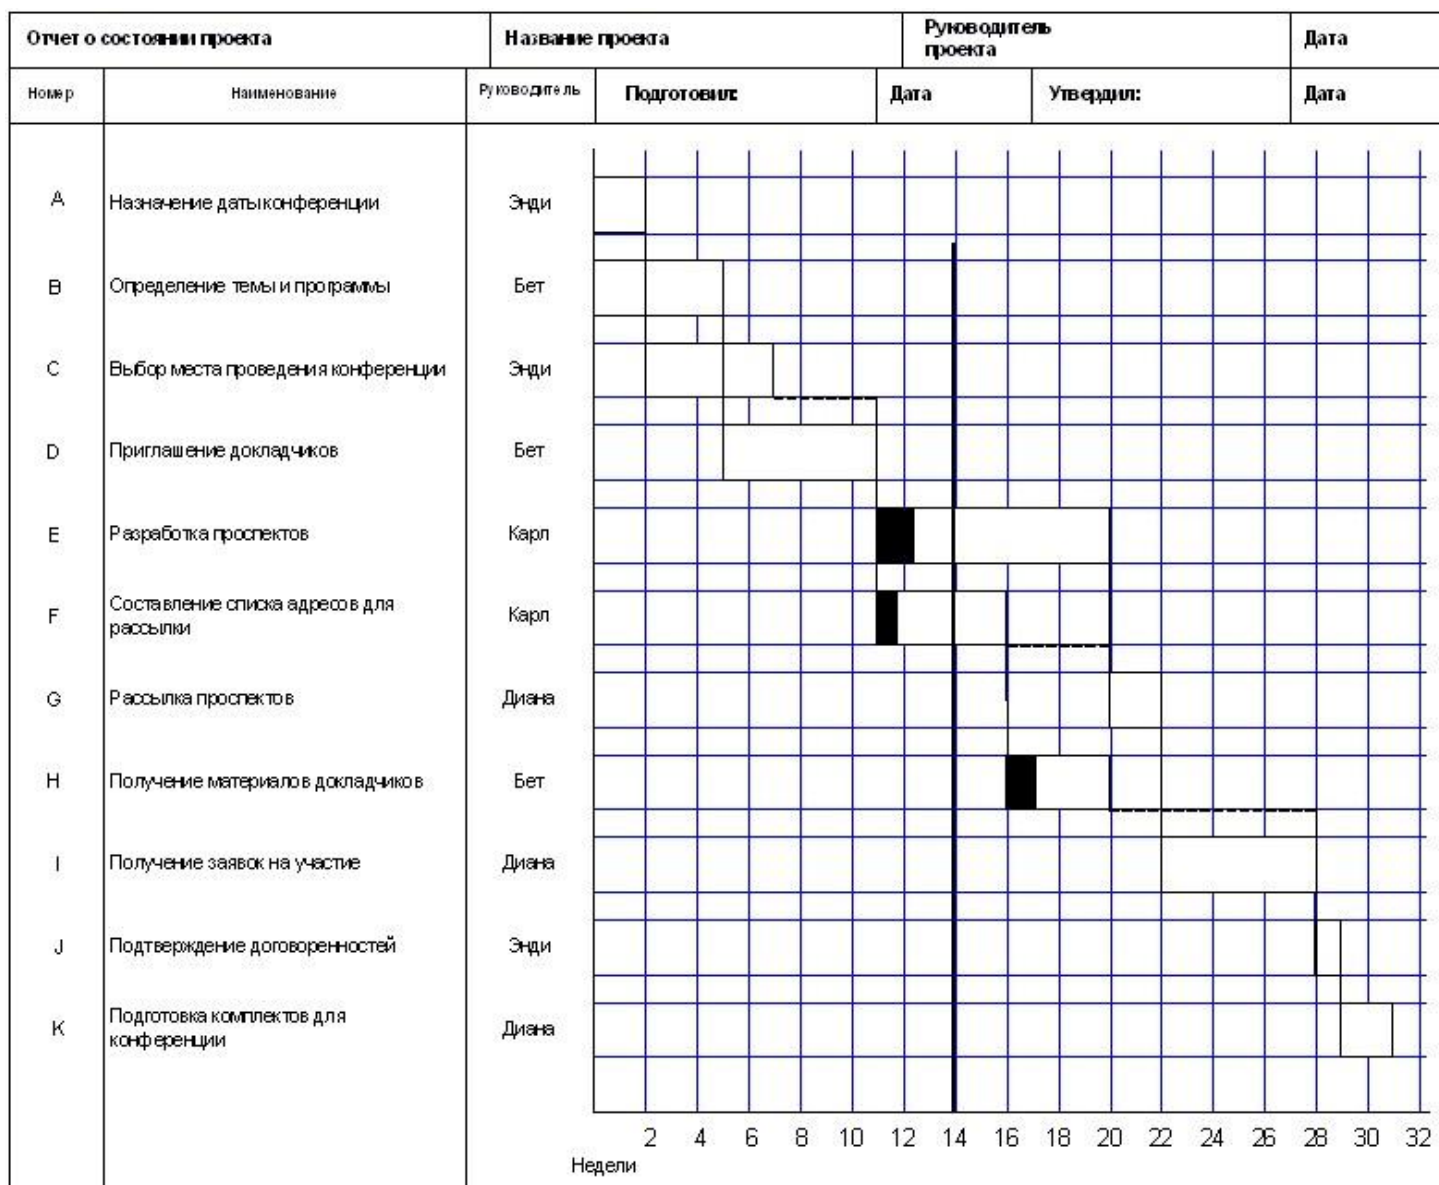 Отчет о состоянии проекта
Название проекта
Руководитель
проекта
Дата
Номер
Наименование
Руководитель
Подготовил:
Дата
Утвердил:
Дата
A
Назначение даты конференции
Энди
B
Определение темы и программы
Бет
C
Выбор места проведения конференции
Энди
D
Приглашение докладчиков
Бет
E
Разработка проспектов
Карл
F
Составление списка адресов для
рассылки
Карл
G
Рассылка проспектов
Диана
H
Получение материалов докладчиков
Бет
I
Получение заявок на участие
Диана
J
Подтверждение договоренностей
Энди
K
Подготовка комплектов для
конференции
Диана
2 4 6 8 10 12 14 16 18 20 22 24 26 28 30 32
Недели